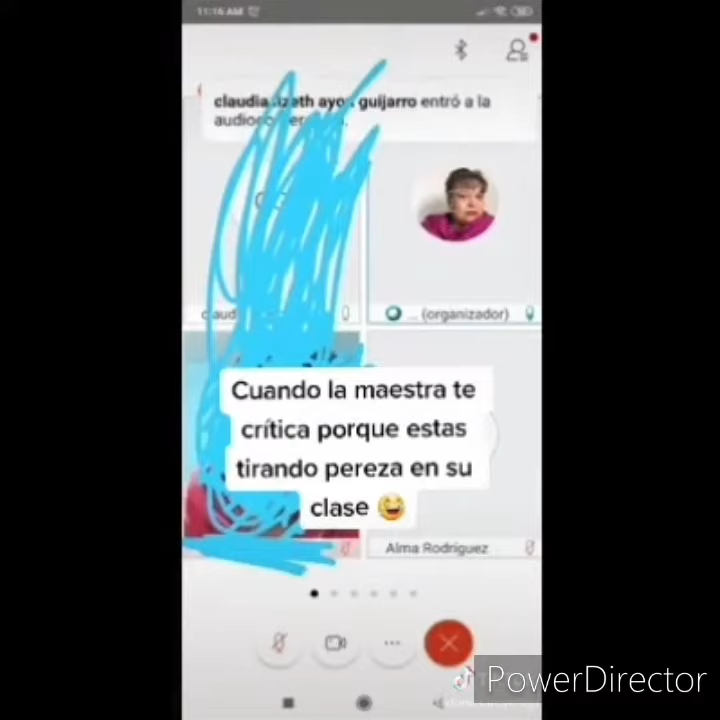 11:16 AM
claudia guijarro entró a la
(organizador)
Cuando la maestra te
crítica porque estas
tirando pereza en su
clase 😂
Alma Rodríguez
PowerDirector